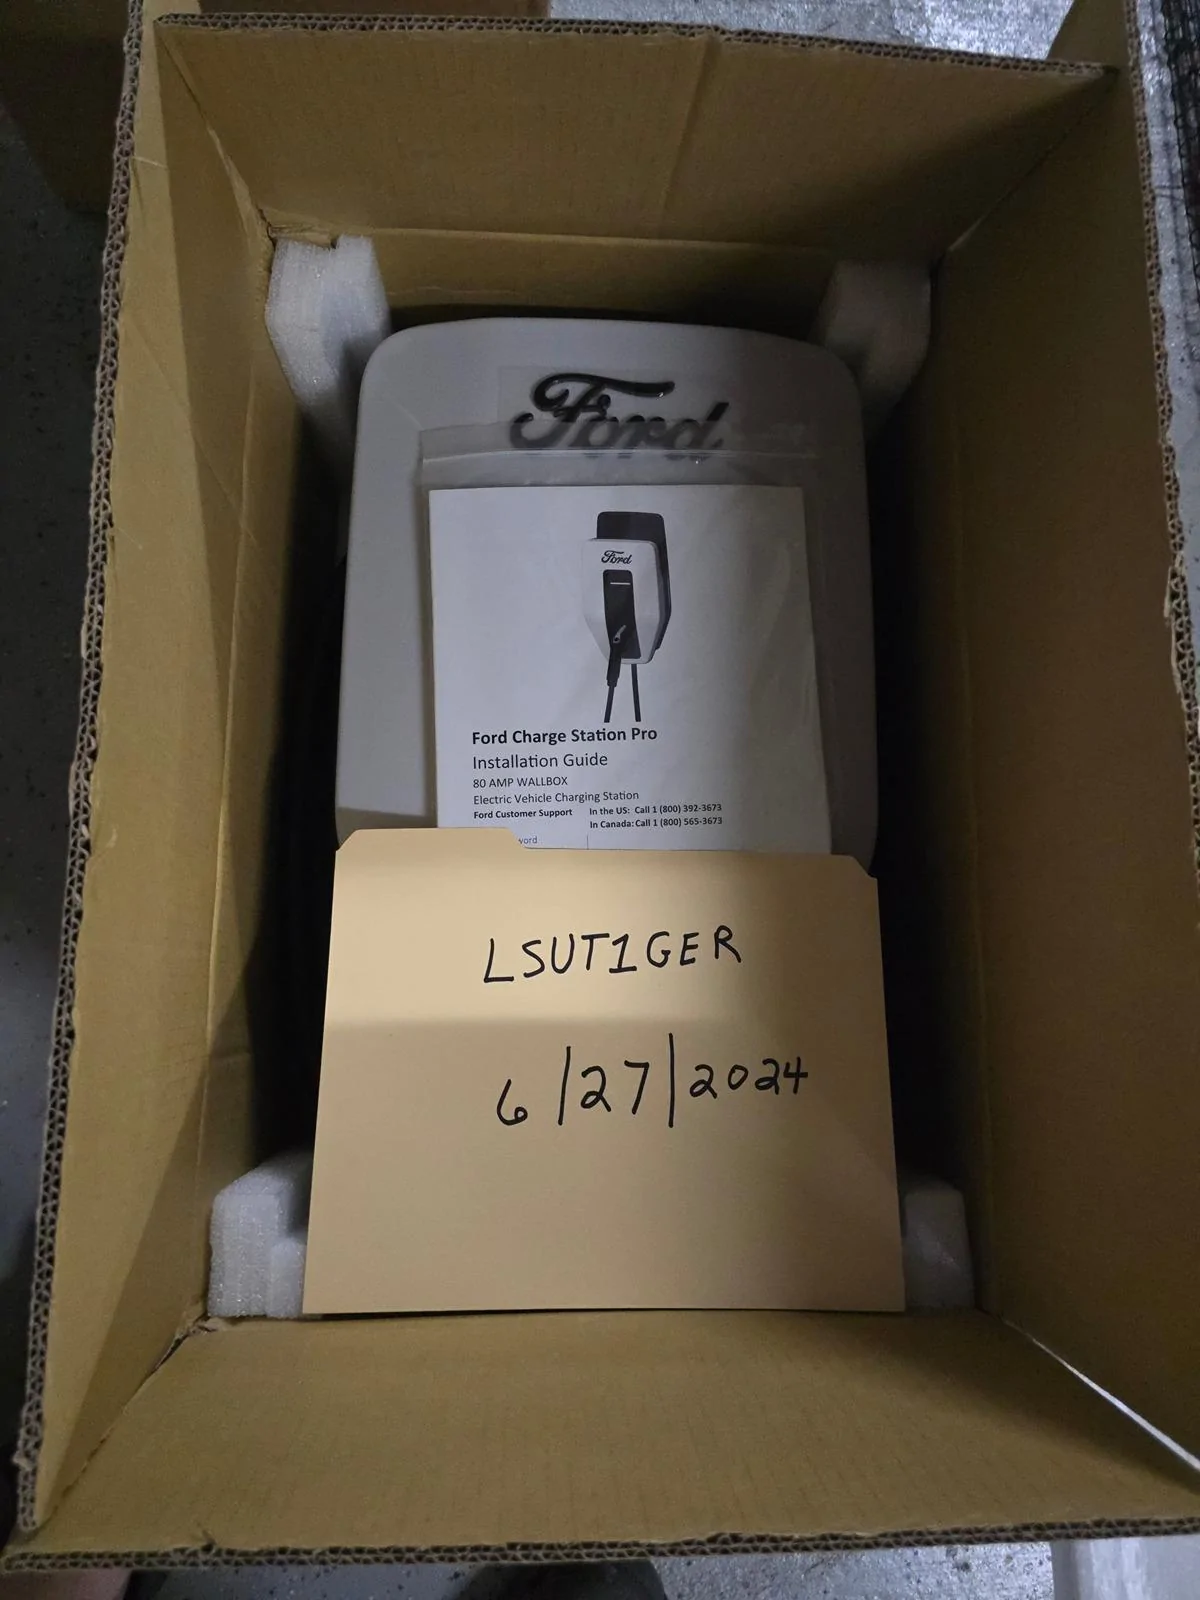 Ford
Ford
Ford Charge Station Pro
Installation Guide
80 AMP WALLBOX
Electric Vehicle Charging Station
Ford Customer Support In the US: Call 1 (800) 392-3673
In Canada: Call 1 (800) 565-3673
LSUT1GER
6/27/2024